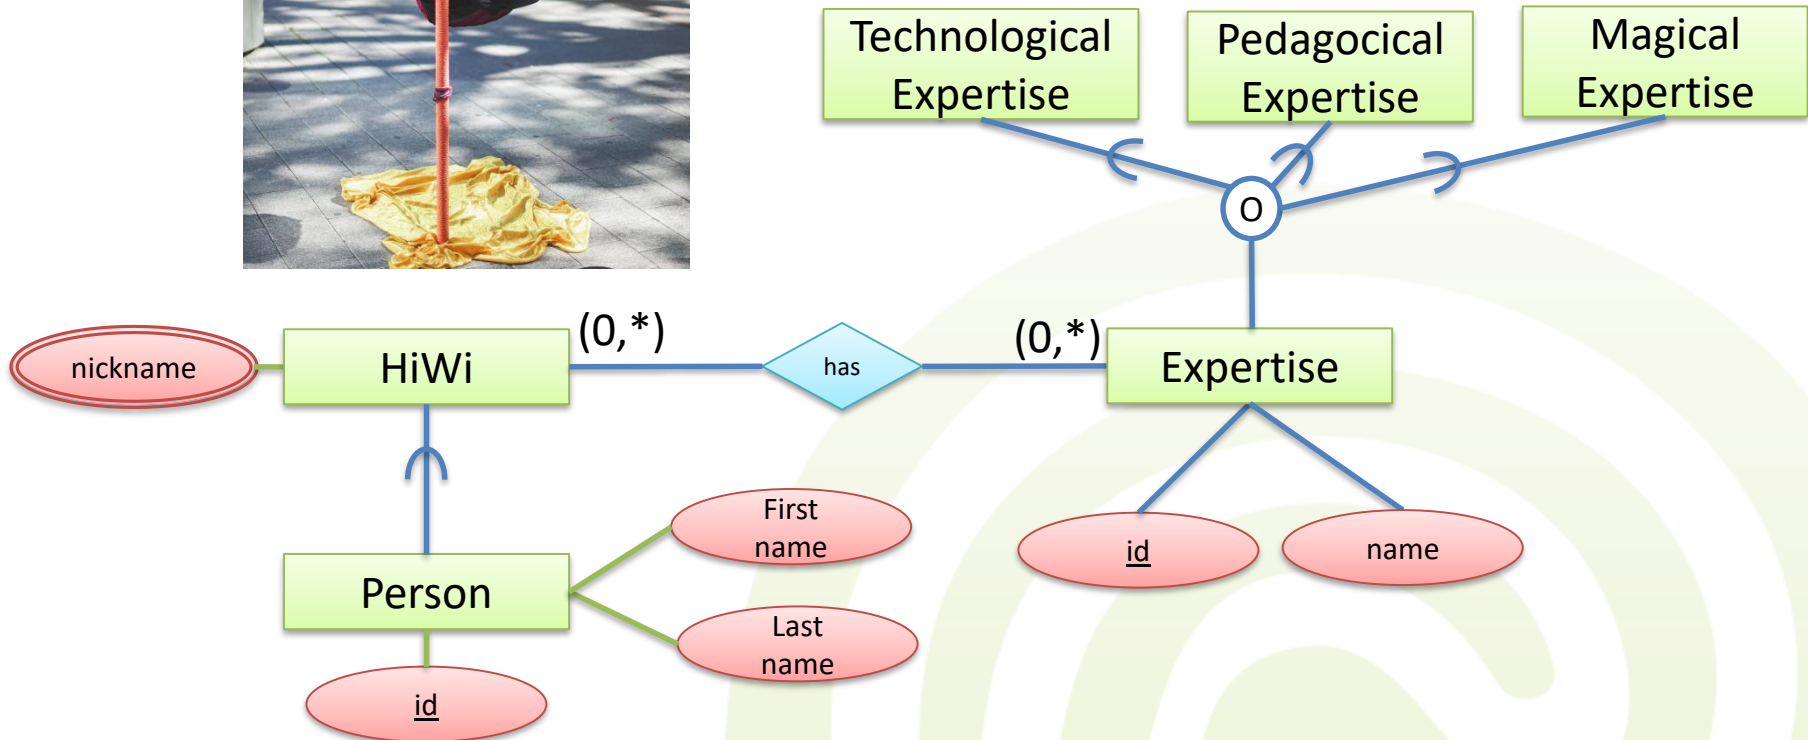 Technological
Expertise
Pedagocical
Expertise
Magical
Expertise
O
nickname
HiWi
(0,*)
has
(0,*)
Expertise
First
name
id
name
Person
Last
name
id